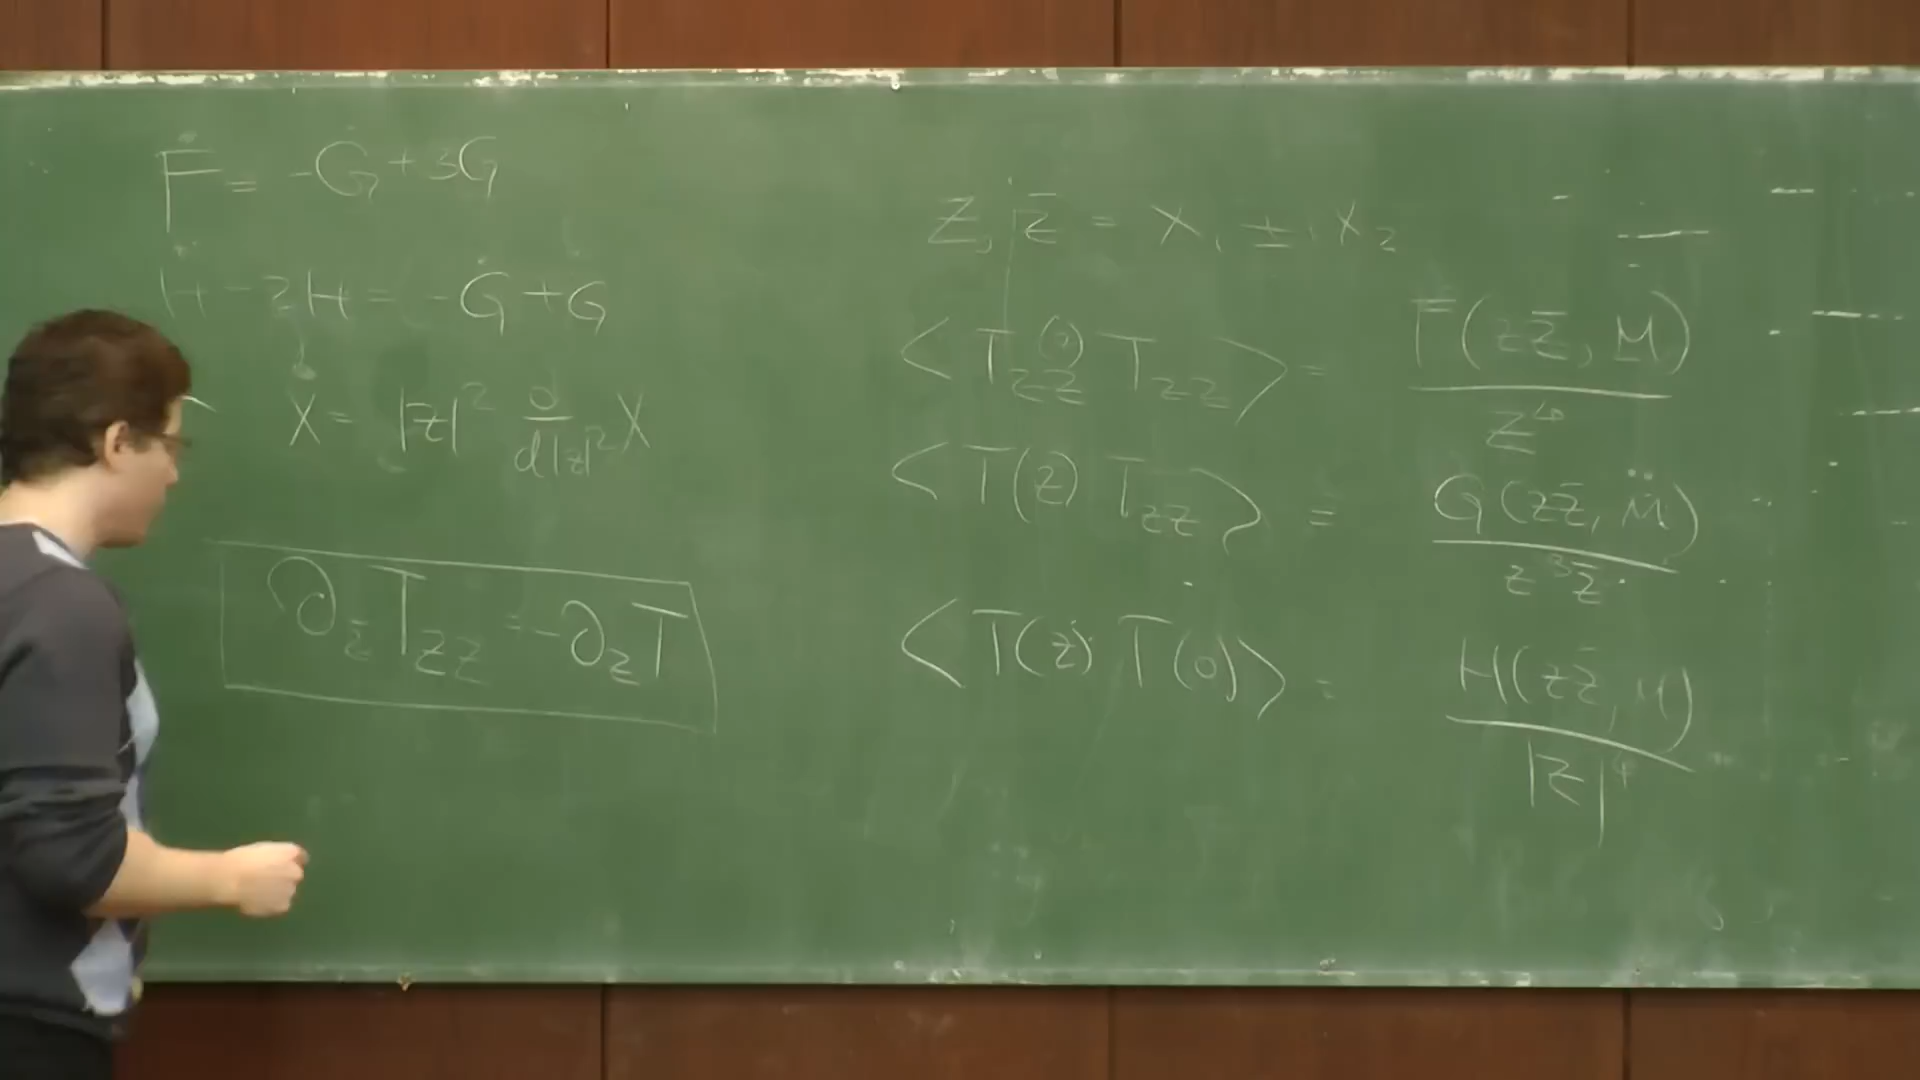 Ḟ = -Ġ + 3G
Ḣ - 2H = -Ġ + G
Ẋ = |z|² d/d|z|² X
∂_z̄ T_zz = -∂_z T
z, z̄ = x₁ ± i x₂
<T_zz(z) T_zz> = F(zz̄, M)/z⁴
<T(z) T_zz> = G(zz̄, M)/z³z̄
<T(z) T(0)> = H(zz̄, M)/|z|⁴